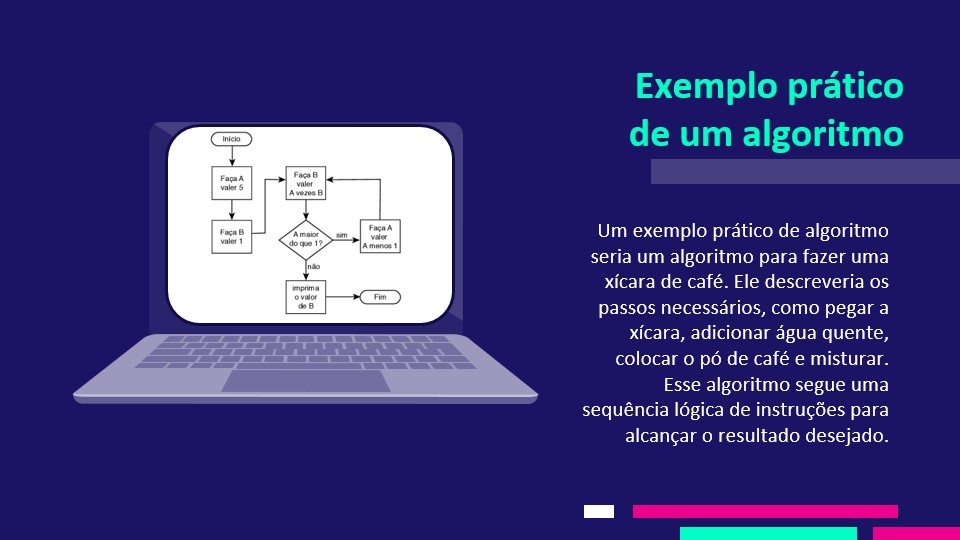 Exemplo prático
de um algoritmo
Início
Faça A
valer 5
Faça B
valer 1
Faça B
valer
A vezes B
A maior
do que 1?
sim
Faça A
valer
A menos 1
não
imprima
o valor
de B
Fim
Um exemplo prático de algoritmo
seria um algoritmo para fazer uma
xícara de café. Ele descreveria os
passos necessários, como pegar a
xícara, adicionar água quente,
colocar o pó de café e misturar.
Esse algoritmo segue uma
sequência lógica de instruções para
alcançar o resultado desejado.